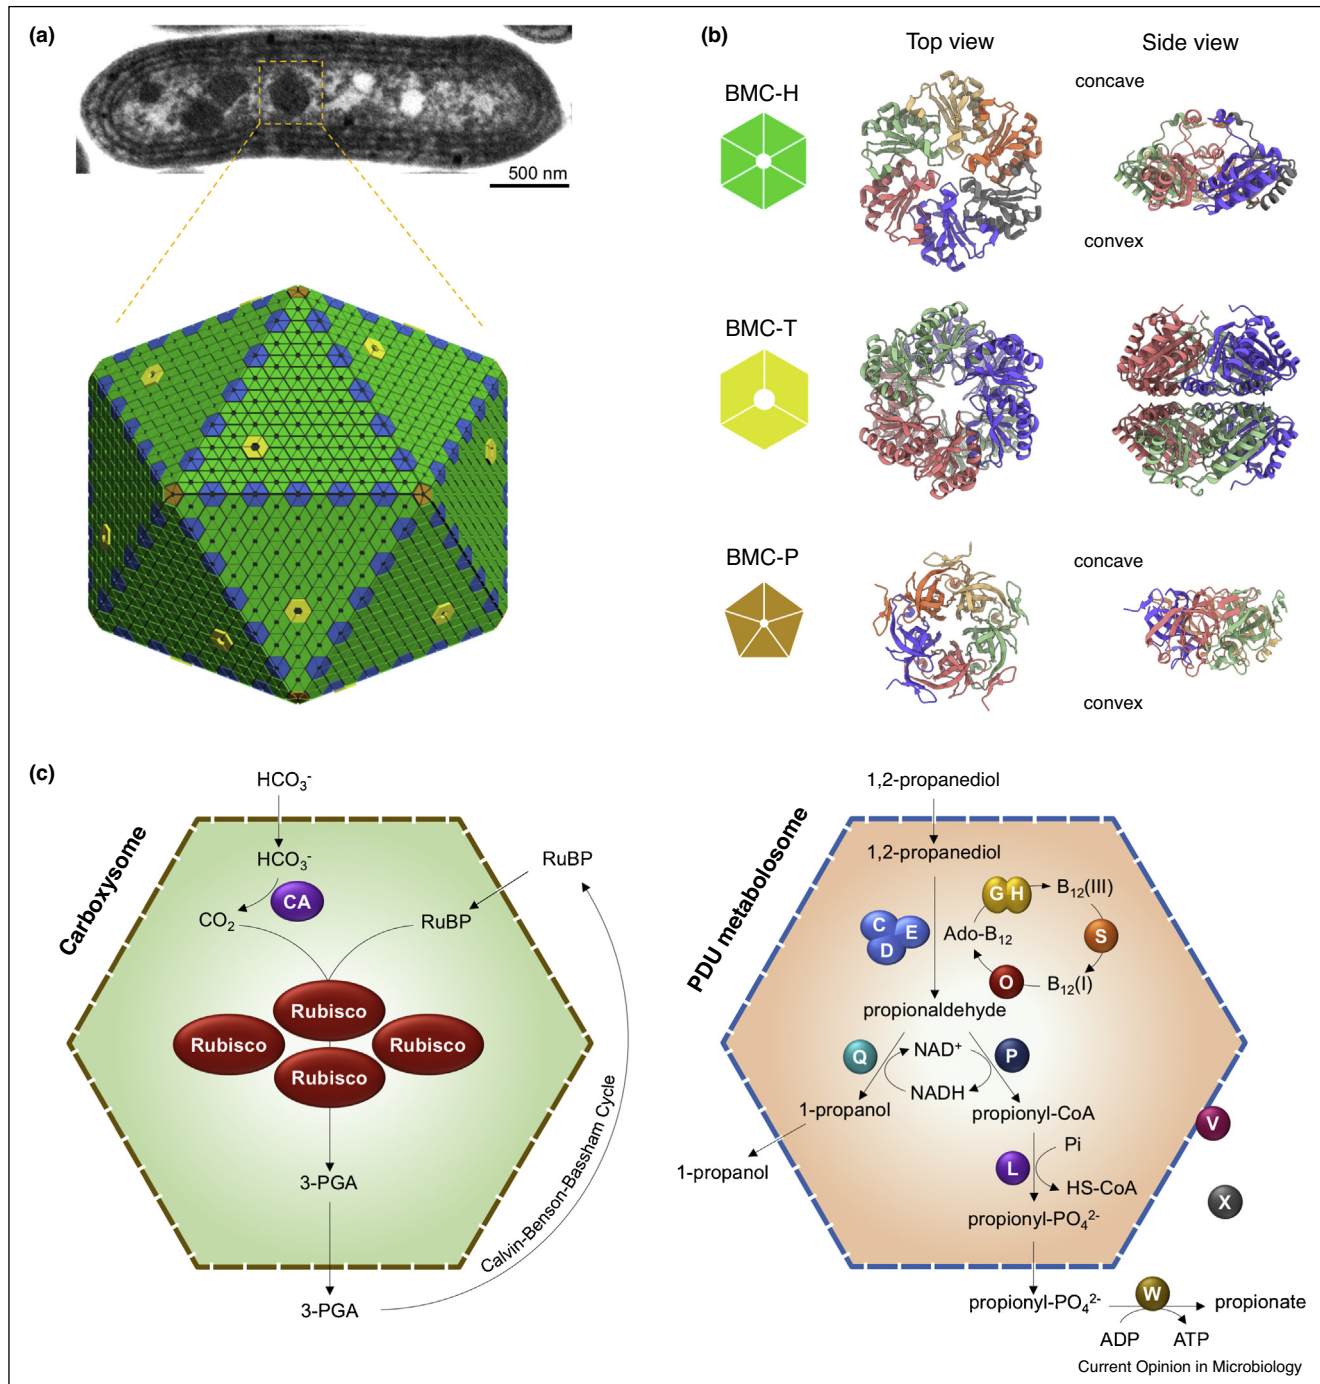 (a)
500 nm
(b)
Top view
Side view
BMC-H
concave
convex
BMC-T
BMC-P
concave
convex
(c)
Carboxysome
HCO₃⁻
HCO₃⁻
CA
CO₂
RuBP
RuBP
Rubisco
Rubisco
Rubisco
Rubisco
3-PGA
3-PGA
Calvin-Benson-Bassham Cycle
PDU metabolosome
1,2-propanediol
1,2-propanediol
C
D
E
G H
B₁₂(III)
Ado-B₁₂
S
O
B₁₂(I)
propionaldehyde
Q
NAD⁺
P
NADH
1-propanol
1-propanol
propionyl-CoA
Pi
L
HS-CoA
propionyl-PO₄²⁻
V
X
propionyl-PO₄²⁻
W
propionate
ADP
ATP
Current Opinion in Microbiology